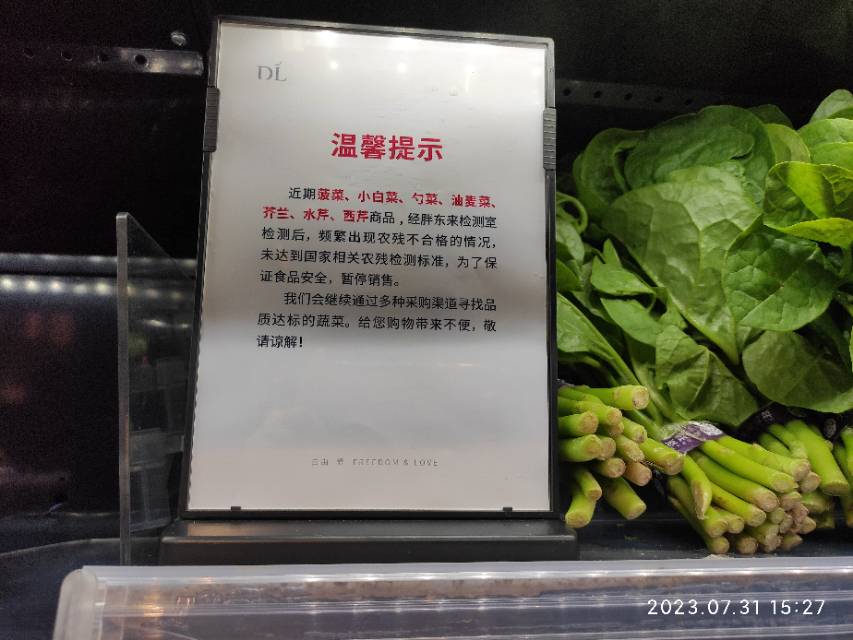 DL
温馨提示
近期菠菜、小白菜、勺菜、油麦菜、
芥兰、水芹、西芹商品，经胖东来检测室
检测后，频繁出现农残不合格的情况，
未达到国家相关农残检测标准，为了保
证食品安全，暂停销售。
我们会继续通过多种采购渠道寻找品
质达标的蔬菜。给您购物带来不便，敬
请谅解！
自由·爱 FREEDOM & LOVE
2023.07.31 15:27